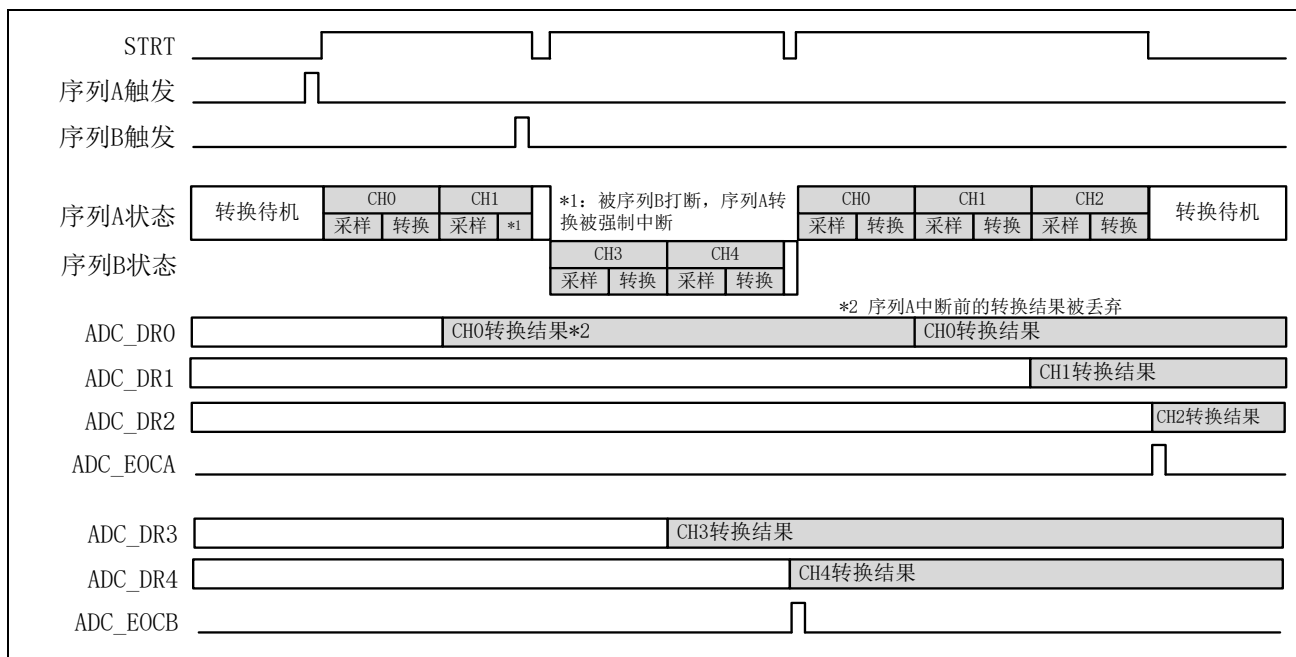 STRT
序列A触发
序列B触发
序列A状态
转换待机
CH0
CH1
采样
转换
采样
*1
*1：被序列B打断，序列A转
换被强制中断
CH0
CH1
CH2
采样
转换
采样
转换
采样
转换
转换待机
序列B状态
CH3
CH4
采样
转换
采样
转换
*2 序列A中断前的转换结果被丢弃
ADC_DR0
CH0转换结果*2
CH0转换结果
ADC_DR1
CH1转换结果
ADC_DR2
CH2转换结果
ADC_EOCA
ADC_DR3
CH3转换结果
ADC_DR4
CH4转换结果
ADC_EOCB